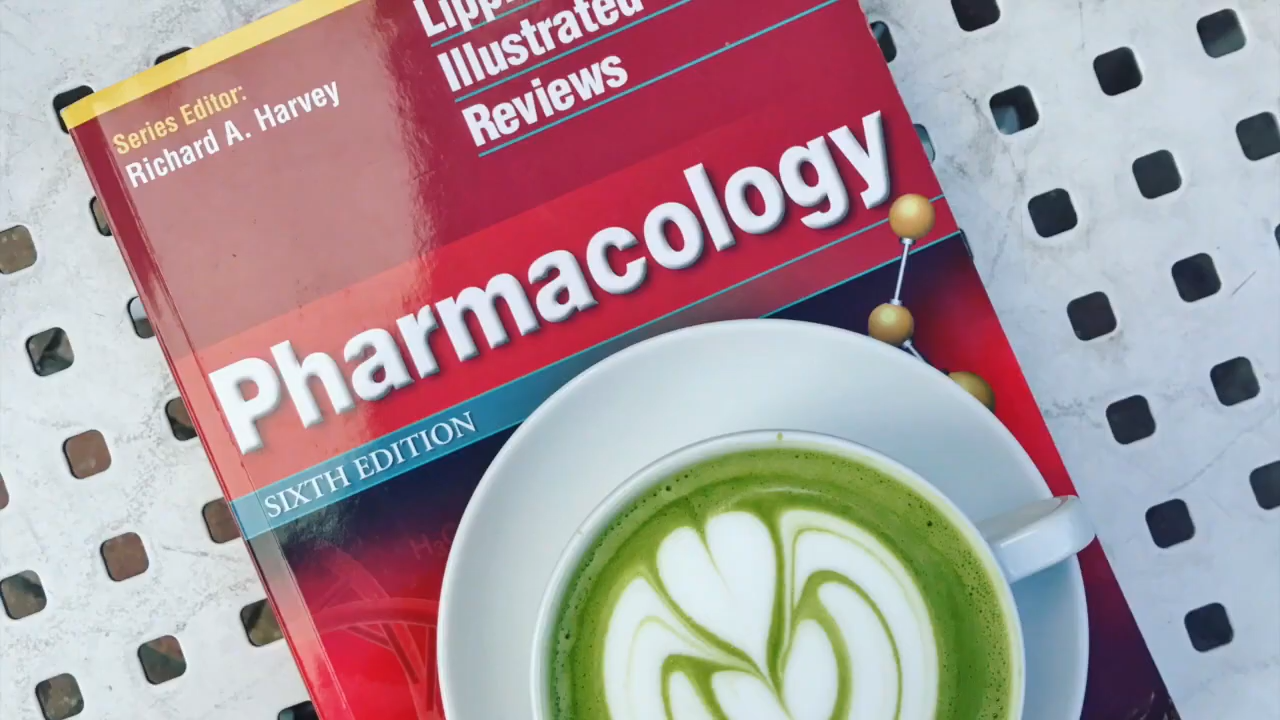 Illustrated
Reviews
Series Editor:
Richard A. Harvey
Pharmacology
SIXTH EDITION